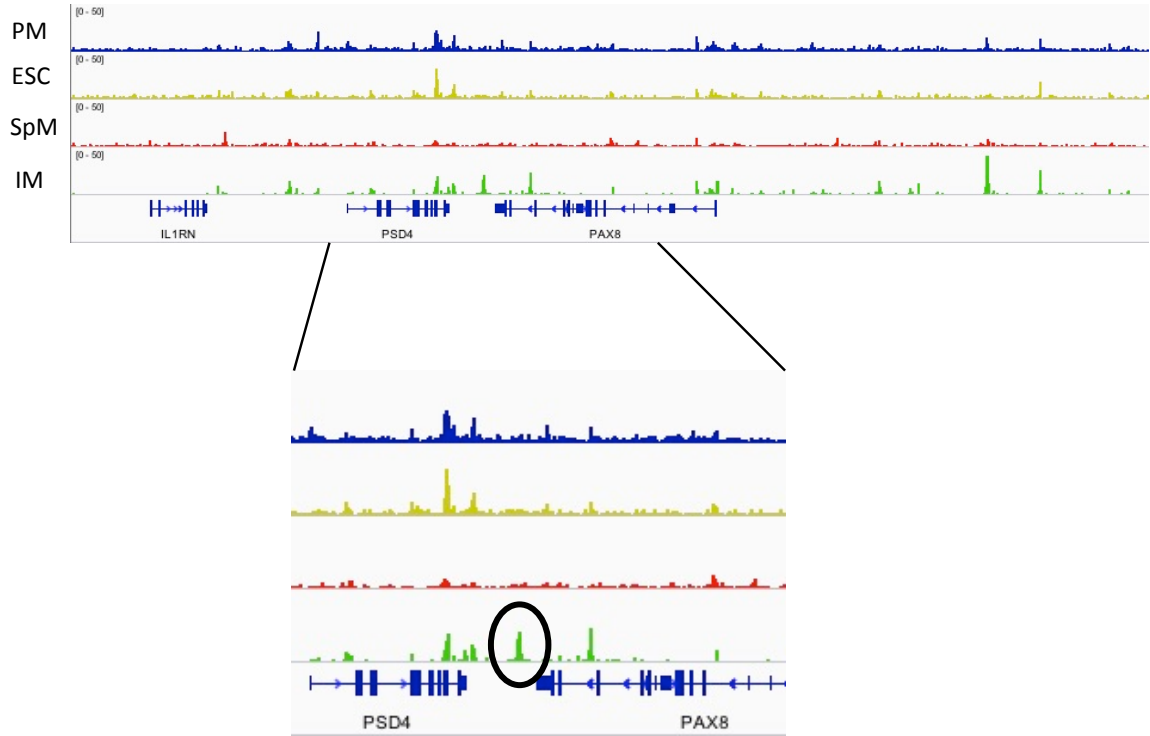 PM
[0 - 50]
ESC
[0 - 50]
SpM
[0 - 50]
IM
[0 - 50]
IL1RN
PSD4
PAX8
PSD4
PAX8